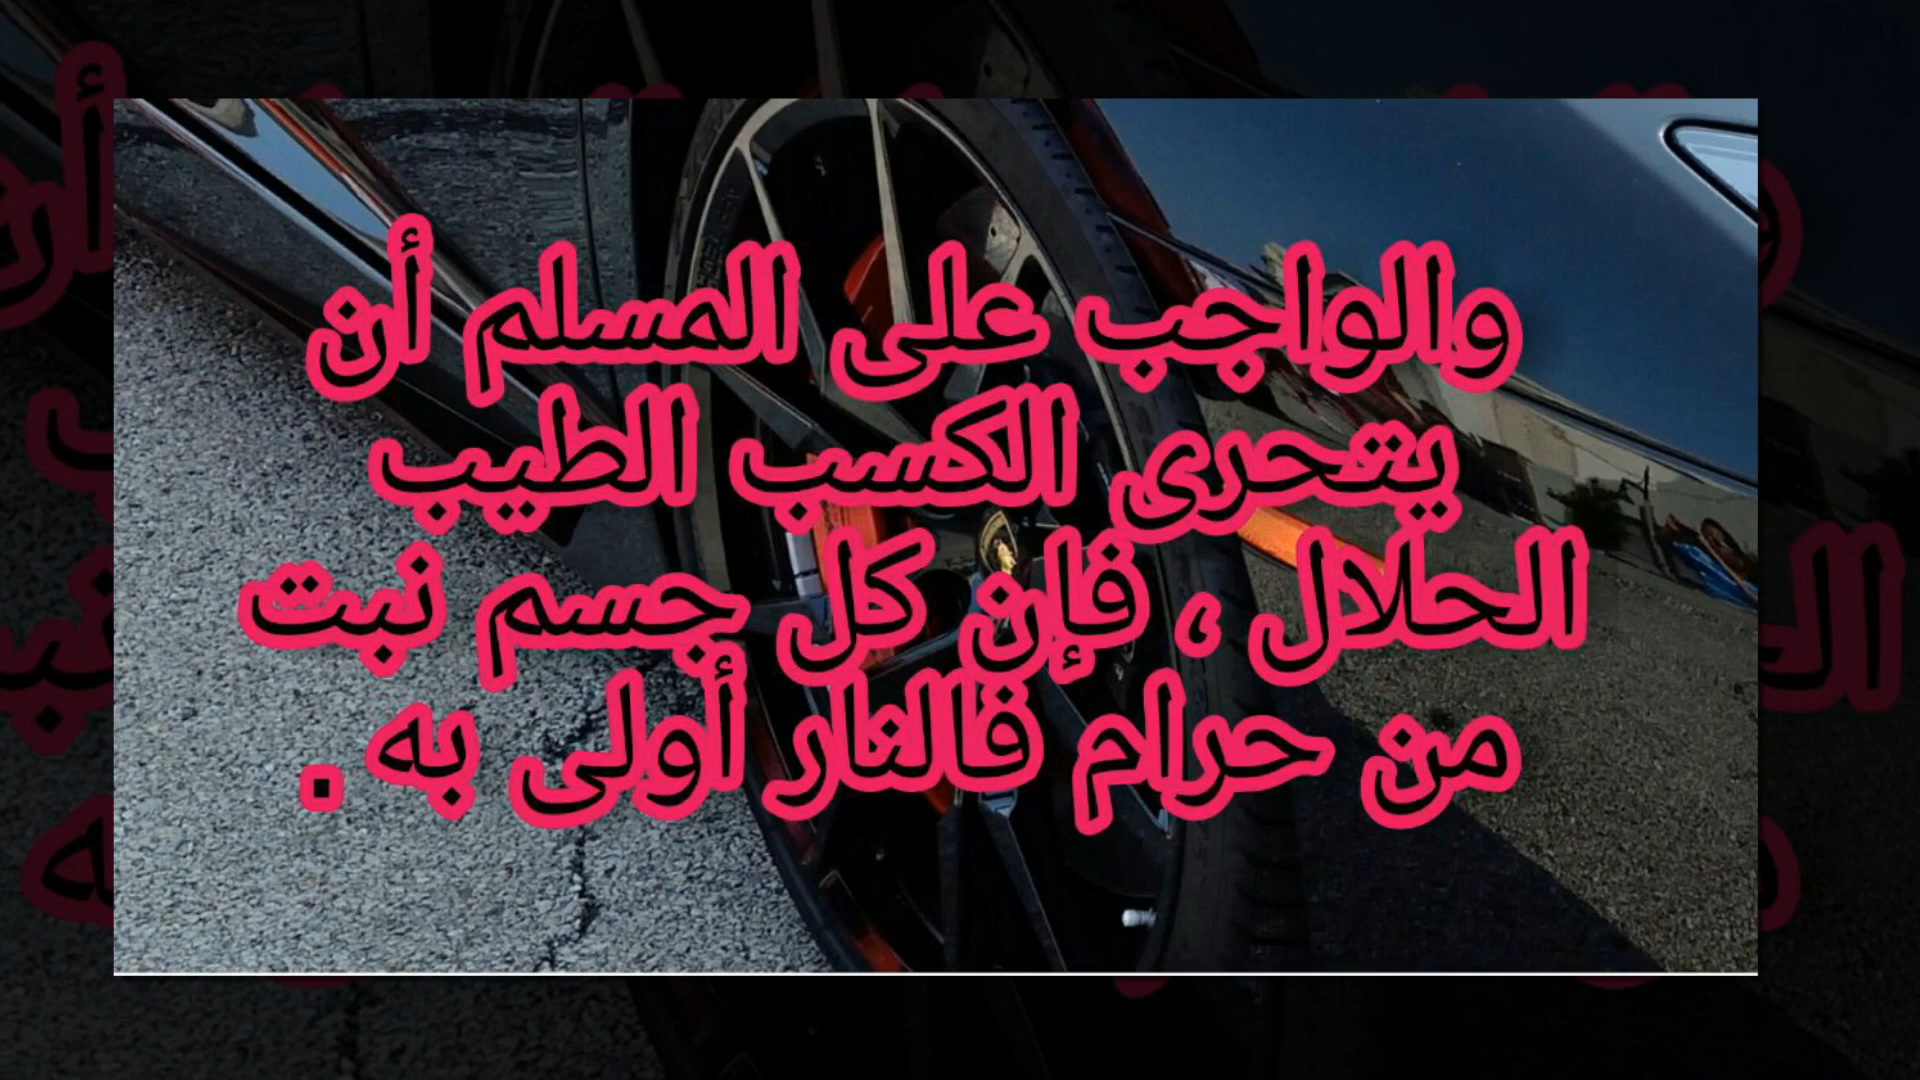 والواجب على المسلم أن
يتحرى الكسب الطيب
الحلال ، فإن كل جسم نبت
من حرام فالنار أولى به .